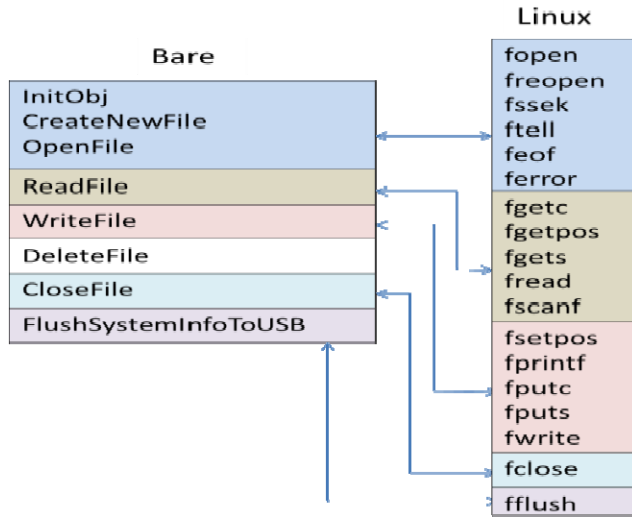 Linux
Bare
InitObj
CreateNewFile
OpenFile
ReadFile
WriteFile
DeleteFile
CloseFile
FlushSystemInfoToUSB
fopen
freopen
fssek
ftell
feof
ferror
fgetc
fgetpos
fgets
fread
fscanf
fsetpos
fprintf
fputc
fputs
fwrite
fclose
fflush